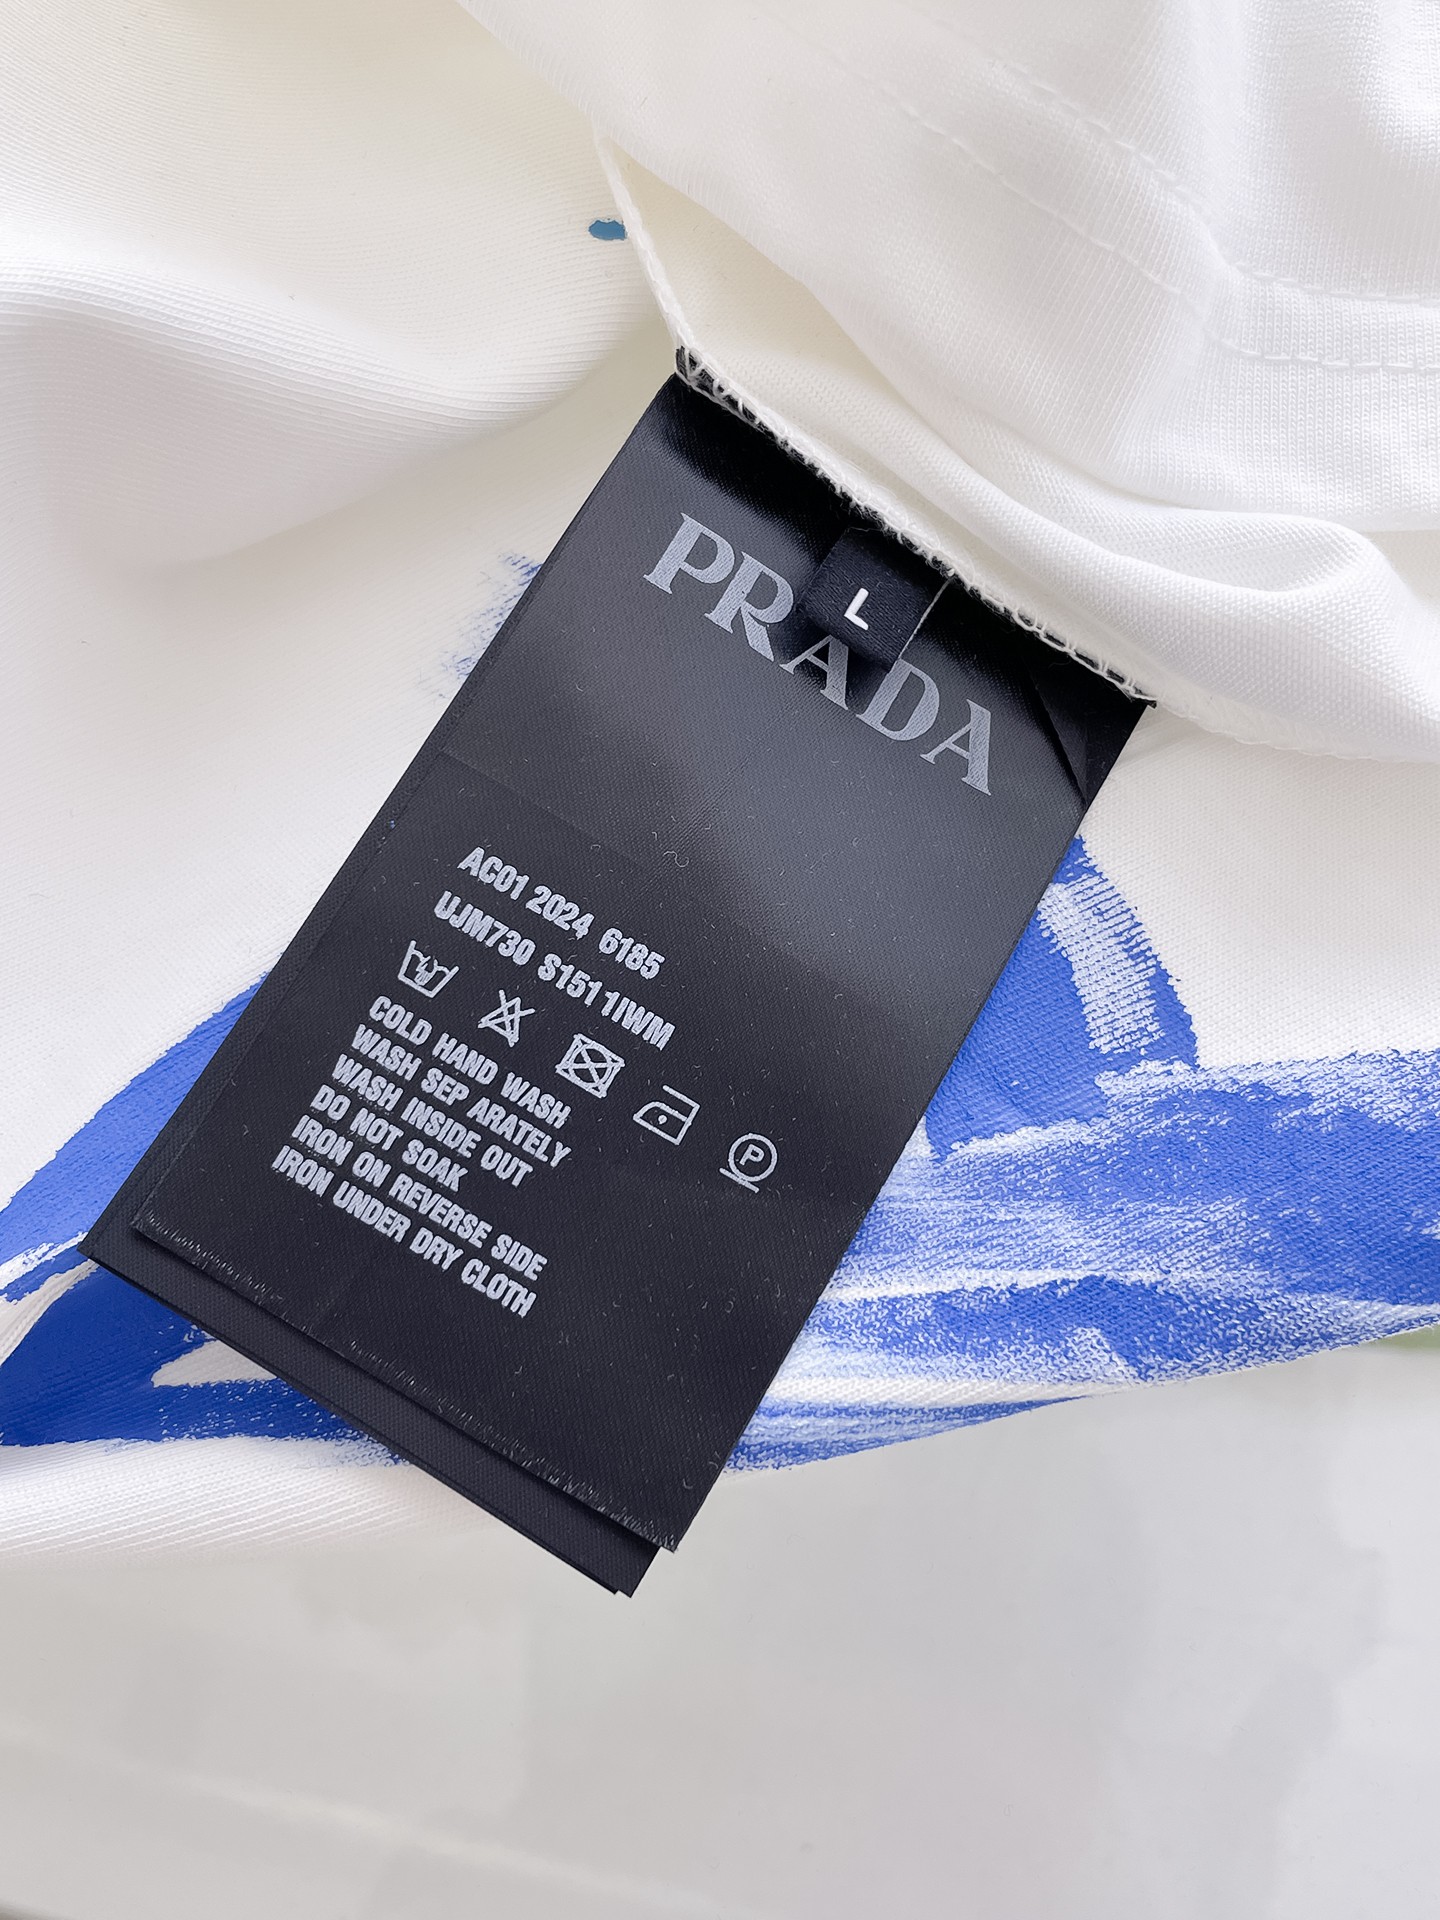 PRADA
L
AC01 2024 6185
UJM730 S1511IWM
COLD HAND WASH
WASH SEP ARATELY
WASH INSIDE OUT
DO NOT SOAK
IRON ON REVERSE SIDE
IRON UNDER DRY CLOTH
P